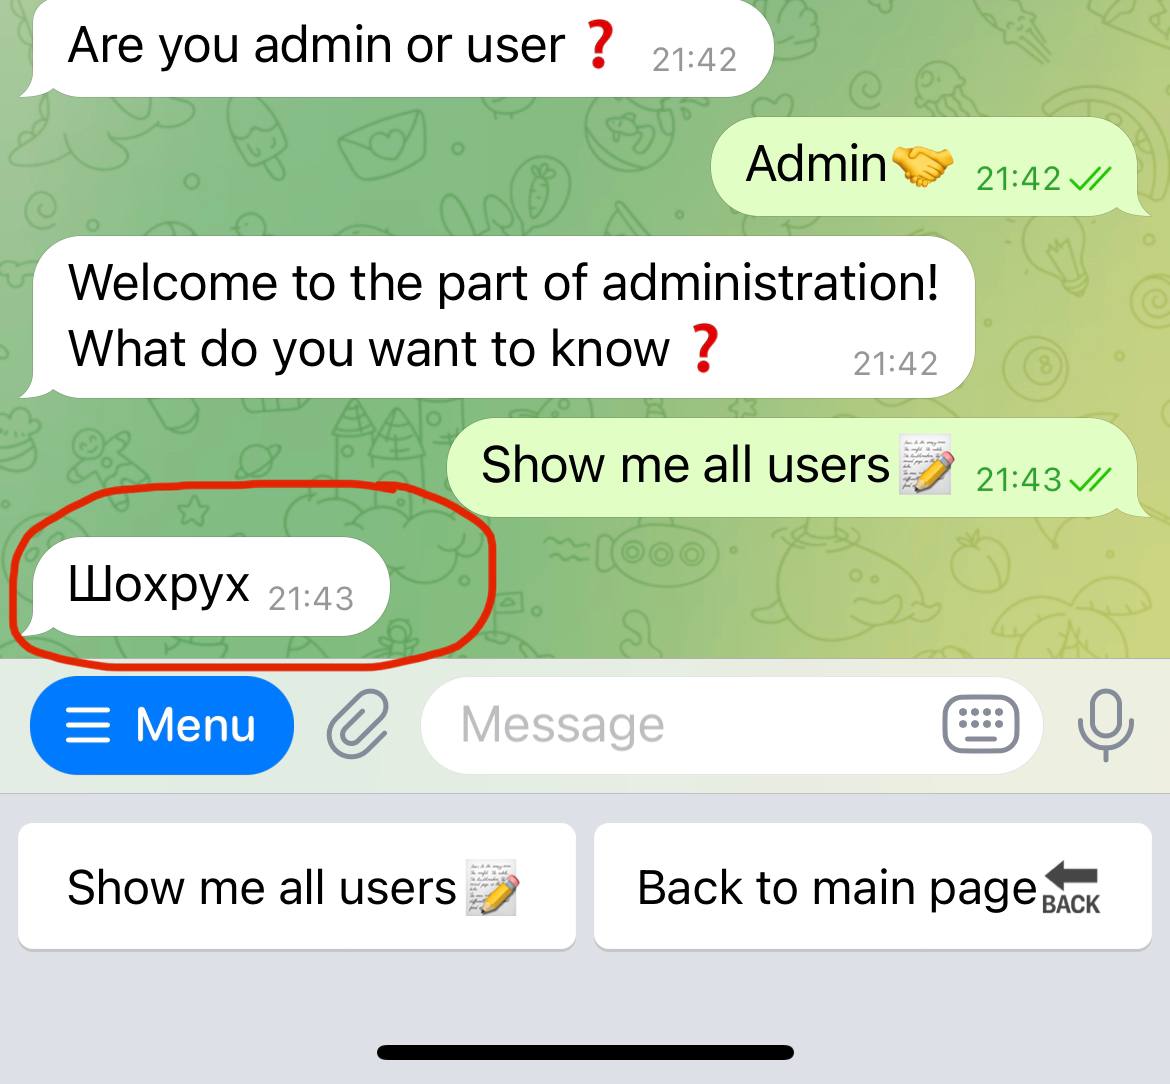 Are you admin or user ❓ 21:42
Admin🤝 21:42
Welcome to the part of administration!
What do you want to know ❓ 21:42
Show me all users📝 21:43
Шохрух 21:43
Menu
Message
Show me all users📝
Back to main page🔙